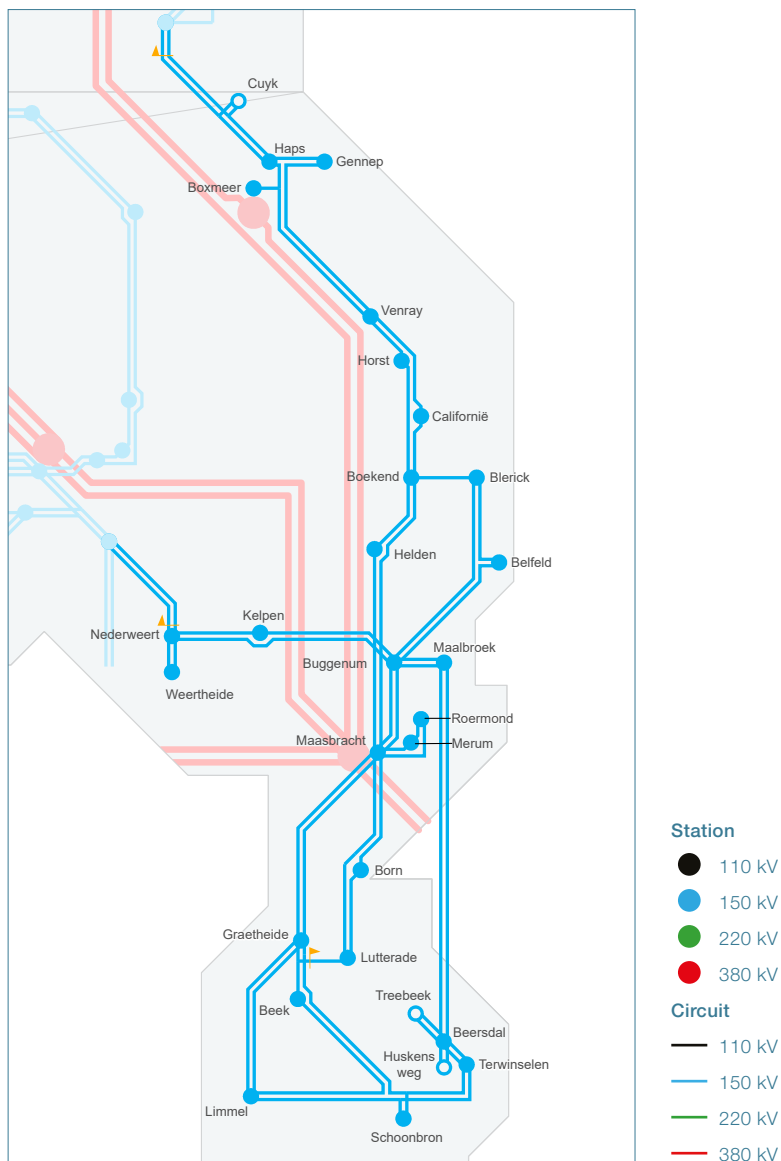 Cuyk
Haps
Gennep
Boxmeer
Venray
Horst
Californië
Boekend
Blerick
Helden
Belfeld
Kelpen
Nederweert
Maalbroek
Buggenum
Weertheide
Roermond
Maasbracht
Merum
Born
Graetheide
Lutterade
Treebeek
Beek
Beersdal
Huskens
weg
Terwinselen
Limmel
Schoonbron
Station
110 kV
150 kV
220 kV
380 kV
Circuit
110 kV
150 kV
220 kV
380 kV